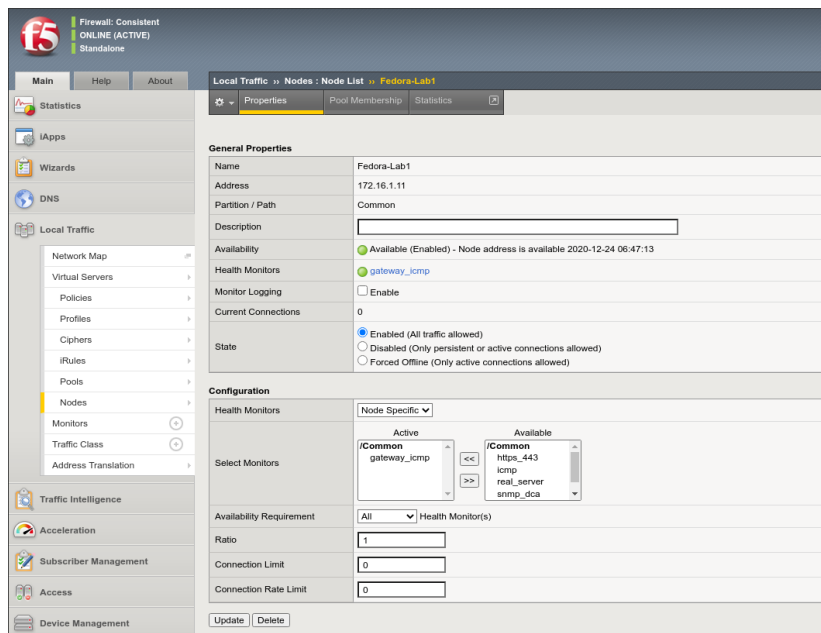 f5
Firewall: Consistent
ONLINE (ACTIVE)
Standalone
Main Help About
Statistics
iApps
Wizards
DNS
Local Traffic
Network Map
Virtual Servers
Policies
Profiles
Ciphers
iRules
Pools
Nodes
Monitors
Traffic Class
Address Translation
Traffic Intelligence
Acceleration
Subscriber Management
Access
Device Management
Local Traffic ›› Nodes : Node List ›› Fedora-Lab1
Properties Pool Membership Statistics
General Properties
Name Fedora-Lab1
Address 172.16.1.11
Partition / Path Common
Description
Availability Available (Enabled) - Node address is available 2020-12-24 06:47:13
Health Monitors gateway_icmp
Monitor Logging Enable
Current Connections 0
State
Enabled (All traffic allowed)
Disabled (Only persistent or active connections allowed)
Forced Offline (Only active connections allowed)
Configuration
Health Monitors Node Specific
Select Monitors
Active
/Common
gateway_icmp
<<
>>
Available
/Common
https_443
icmp
real_server
snmp_dca
Availability Requirement All Health Monitor(s)
Ratio 1
Connection Limit 0
Connection Rate Limit 0
Update Delete